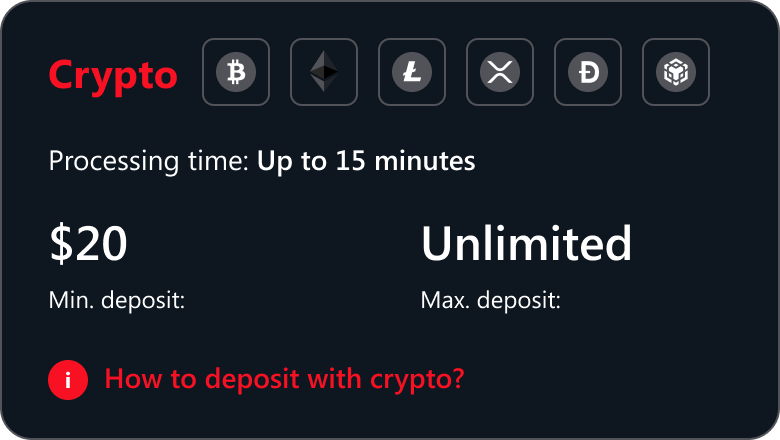 Crypto
Processing time: Up to 15 minutes
$20 Unlimited
Min. deposit: Max. deposit:
i How to deposit with crypto?